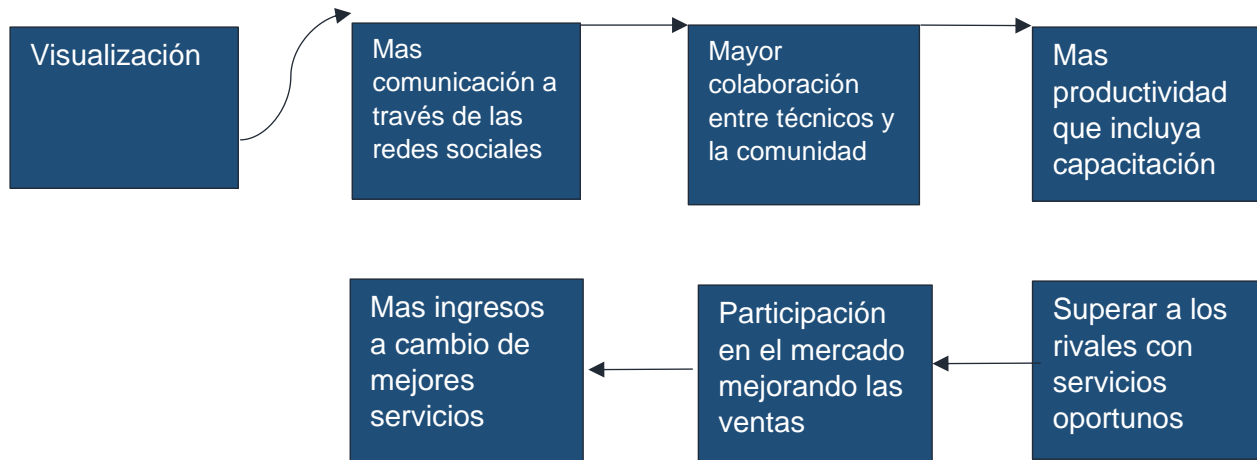 Visualización
Mas
comunicación a
través de las
redes sociales
Mayor
colaboración
entre técnicos y
la comunidad
Mas
productividad
que incluya
capacitación
Superar a los
rivales con
servicios
oportunos
Participación
en el mercado
mejorando las
ventas
Mas ingresos
a cambio de
mejores
servicios